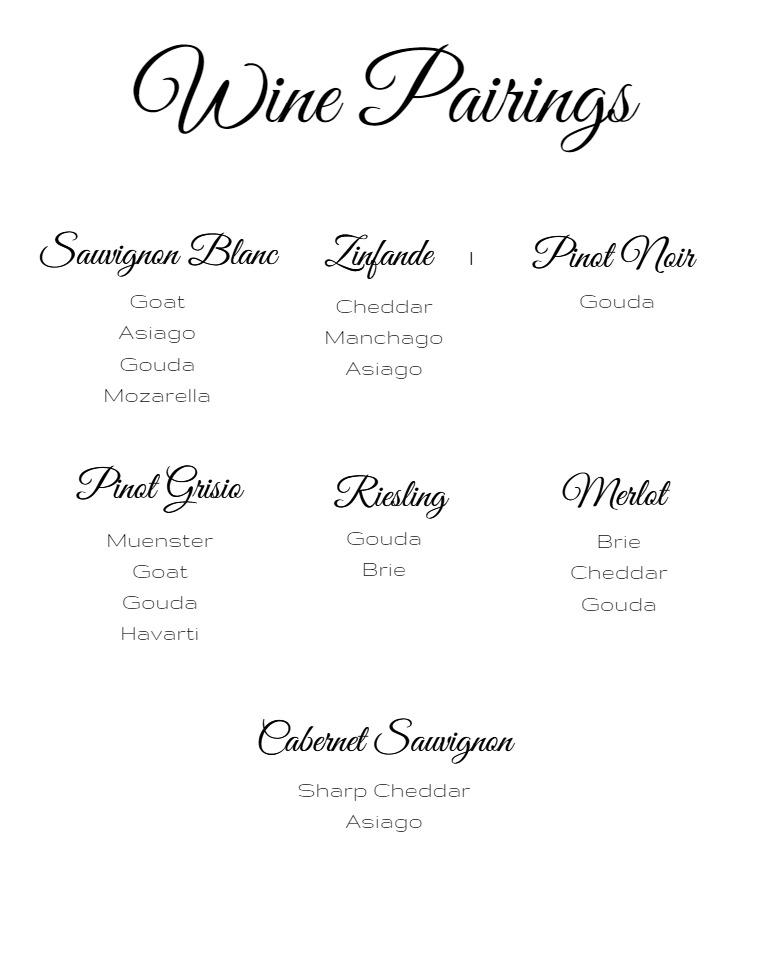 Wine Pairings
Sauvignon Blanc
Goat
Asiago
Gouda
Mozarella
Zinfande l
Cheddar
Manchago
Asiago
Pinot Noir
Gouda
Pinot Grisio
Muenster
Goat
Gouda
Havarti
Riesling
Gouda
Brie
Merlot
Brie
Cheddar
Gouda
Cabernet Sauvignon
Sharp Cheddar
Asiago